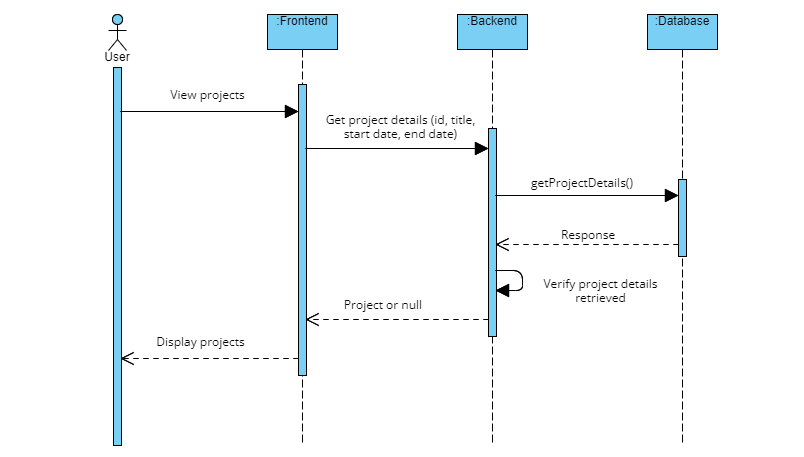 :Frontend
:Backend
:Database
User
View projects
Get project details (id, title,
start date, end date)
getProjectDetails()
Response
Verify project details
retrieved
Project or null
Display projects